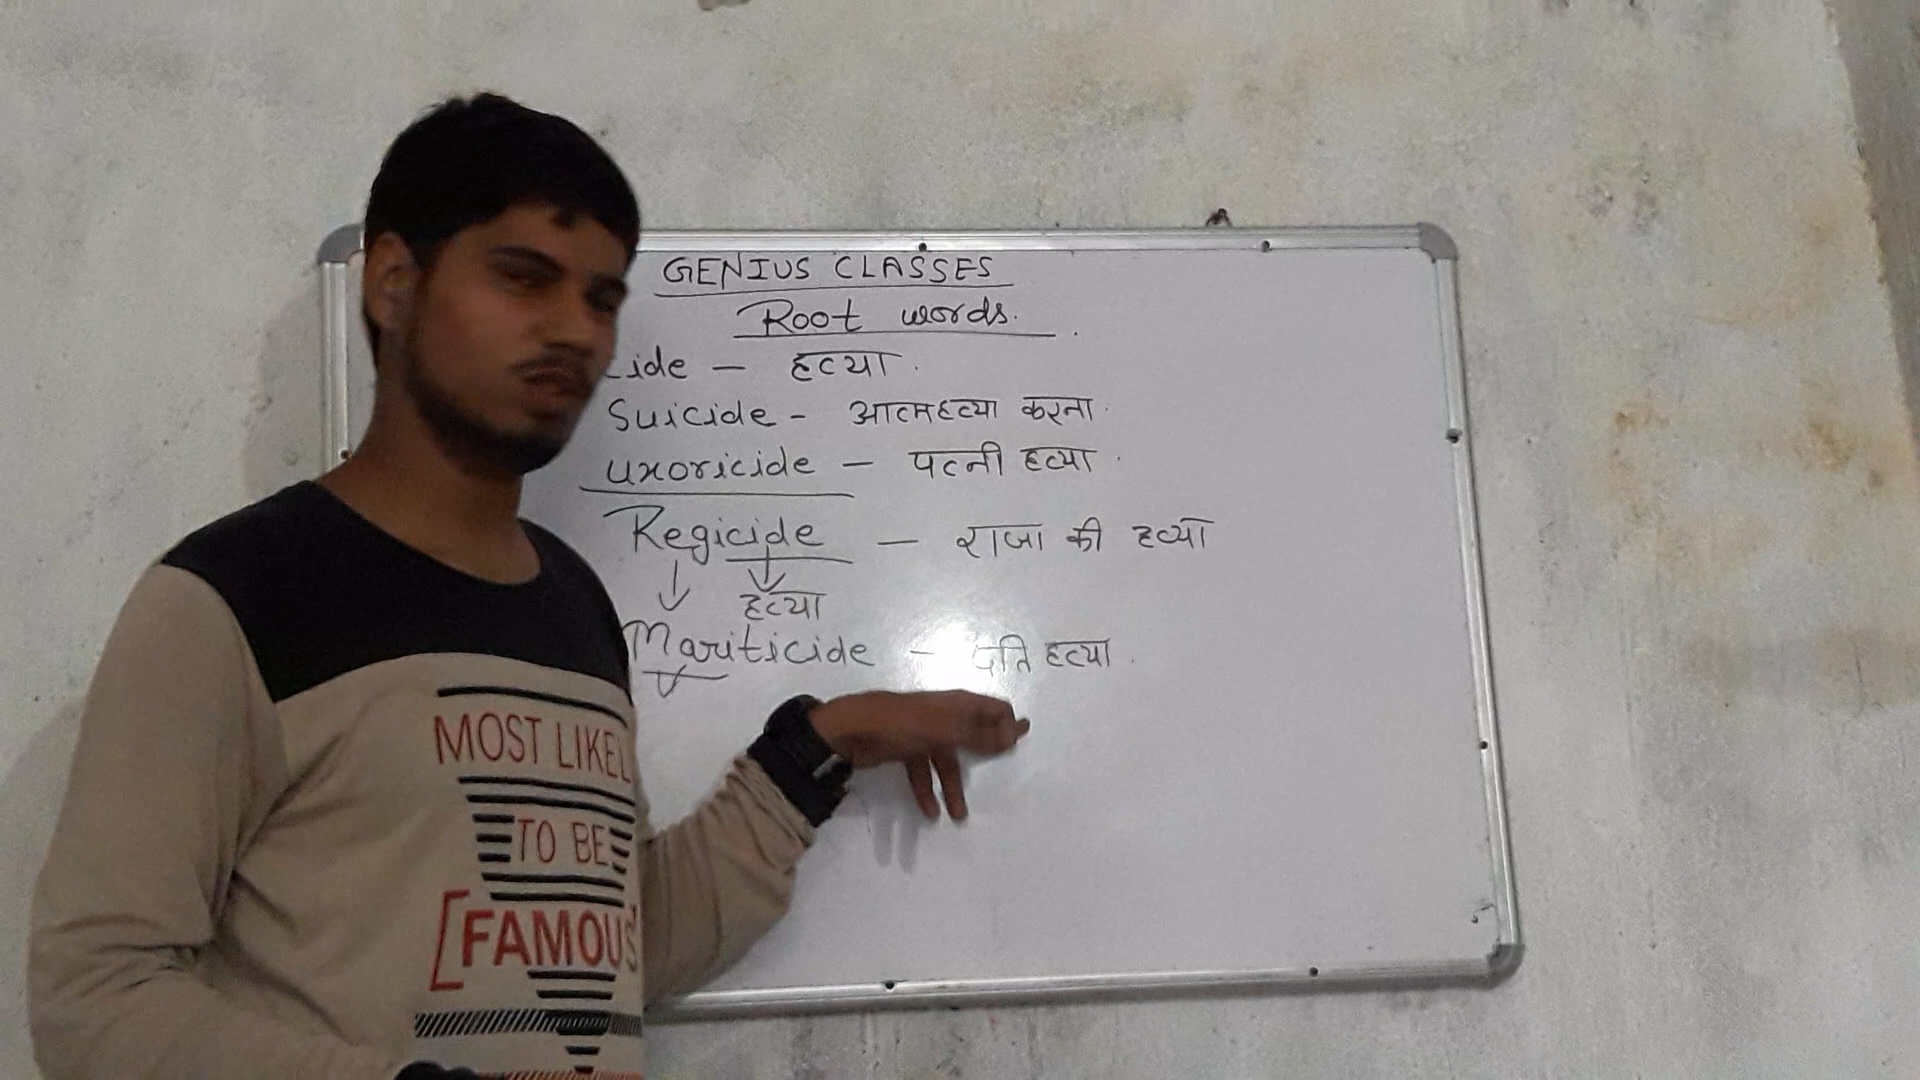 GENIUS CLASSES
Root words.
cide - हत्या.
Suicide - आत्महत्या करना.
uxoricide - पत्नी हत्या.
Regicide - राजा की हत्या
हत्या
Mariticide - पति हत्या.
MOST LIKEL
TO BE
[FAMOUS